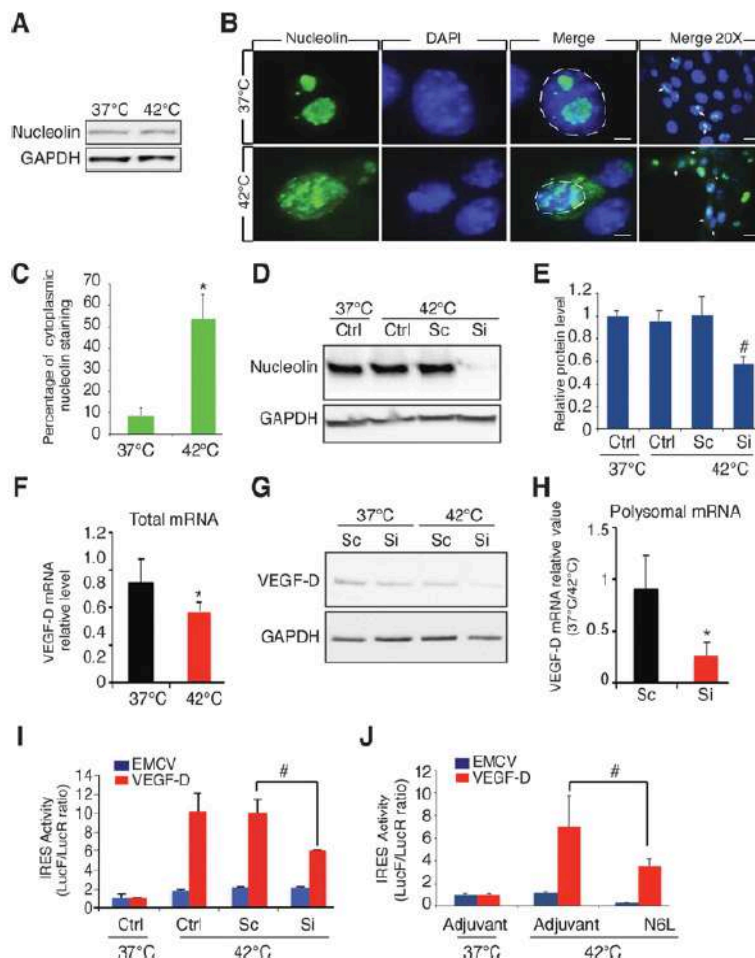 A
37°C 42°C
Nucleolin
GAPDH
B
Nucleolin DAPI Merge Merge 20X
37°C
42°C
C
Percentage of cytoplasmic
nucleolin staining
70
60
50
40
30
20
10
0
*
37°C 42°C
D
37°C 42°C
Ctrl Ctrl Sc Si
Nucleolin
GAPDH
E
Relative protein level
1.2
1
0.8
0.6
0.4
0.2
0
#
Ctrl Ctrl Sc Si
37°C 42°C
F
Total mRNA
VEGF-D mRNA
relative level
1.2
1
0.8
0.6
0.4
0.2
0
*
37°C 42°C
G
37°C 42°C
Sc Si Sc Si
VEGF-D
GAPDH
H
Polysomal mRNA
VEGF-D mRNA relative value
(37°C/42°C)
1.5
1
0.5
0
*
Sc Si
I
EMCV
VEGF-D
IRES Activity
(LucF/LucR ratio)
14
12
10
8
6
4
2
0
#
Ctrl Ctrl Sc Si
37°C 42°C
J
EMCV
VEGF-D
IRES Activity
(LucF/LucR ratio)
12
10
8
6
4
2
0
#
Adjuvant Adjuvant N6L
37°C 42°C